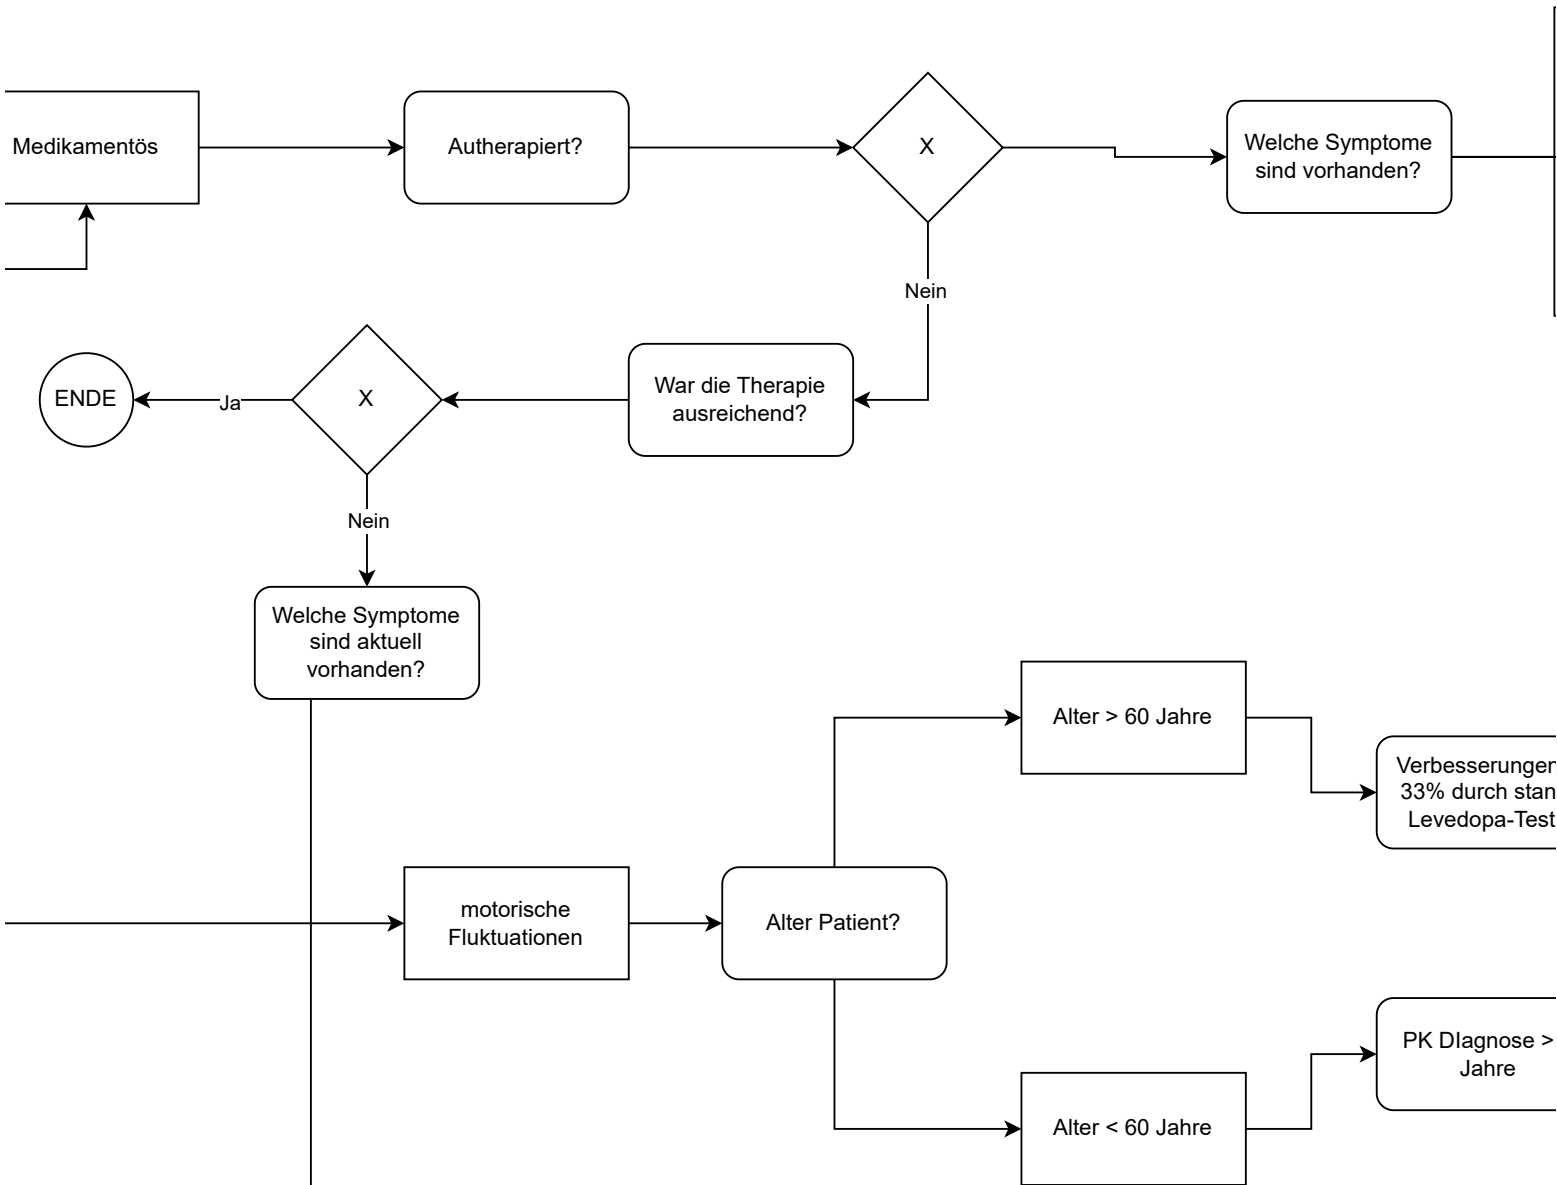 Medikamentös
Autherapiert?
X
Welche Symptome
sind vorhanden?
Nein
ENDE
Ja
X
War die Therapie
ausreichend?
Nein
Welche Symptome
sind aktuell
vorhanden?
Alter > 60 Jahre
Verbesserungen
33% durch stan
Levedopa-Test
motorische
Fluktuationen
Alter Patient?
PK DIagnose >
Jahre
Alter < 60 Jahre